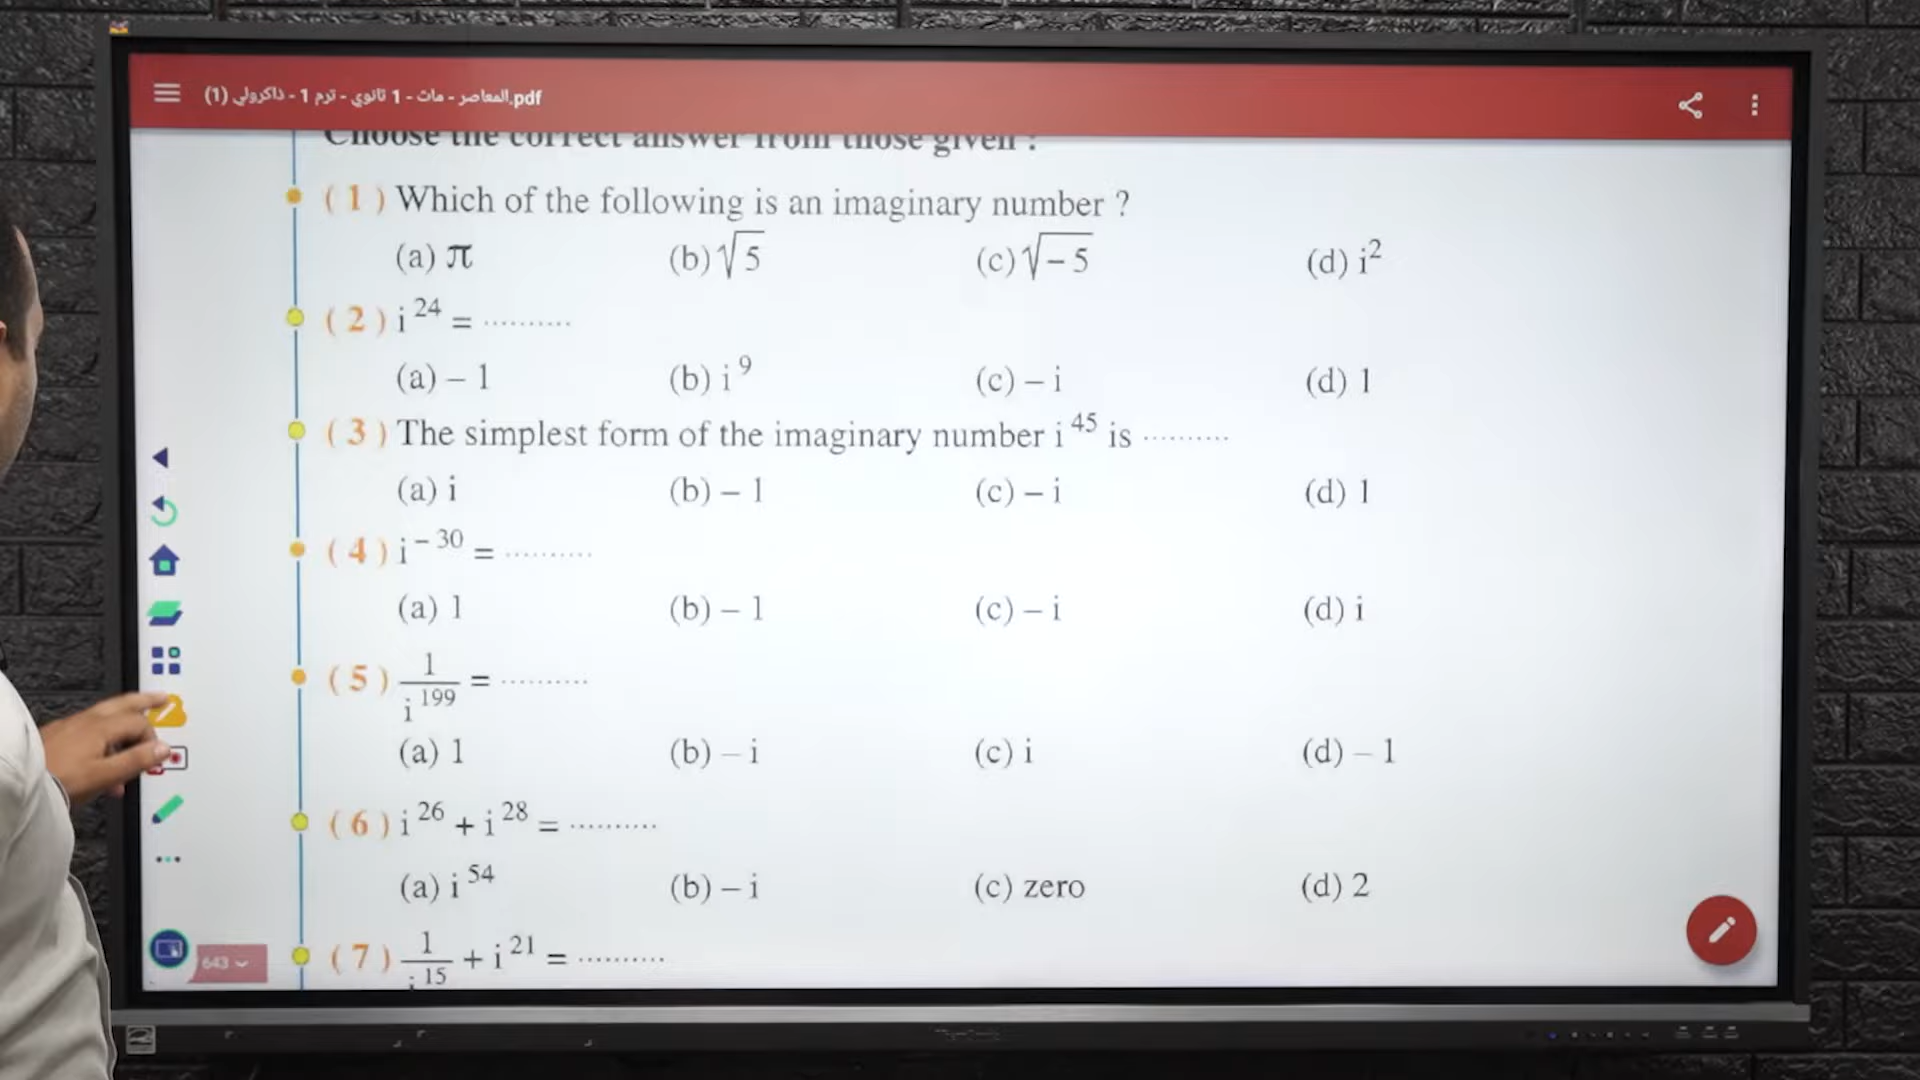 المعاصر - ماث - 1 ثانوي - ترم 1 - ذاكرولي (1).pdf
Choose the correct answer from those given :
( 1 ) Which of the following is an imaginary number ?
(a) π (b) √5 (c) √−5 (d) i²
( 2 ) i²⁴ = ..........
(a) – 1 (b) i⁹ (c) – i (d) 1
( 3 ) The simplest form of the imaginary number i⁴⁵ is ..........
(a) i (b) – 1 (c) – i (d) 1
( 4 ) i⁻³⁰ = ..........
(a) 1 (b) – 1 (c) – i (d) i
( 5 ) 1/i¹⁹⁹ = ..........
(a) 1 (b) – i (c) i (d) – 1
( 6 ) i²⁶ + i²⁸ = ..........
(a) i⁵⁴ (b) – i (c) zero (d) 2
( 7 ) 1/i¹⁵ + i²¹ = ..........
643